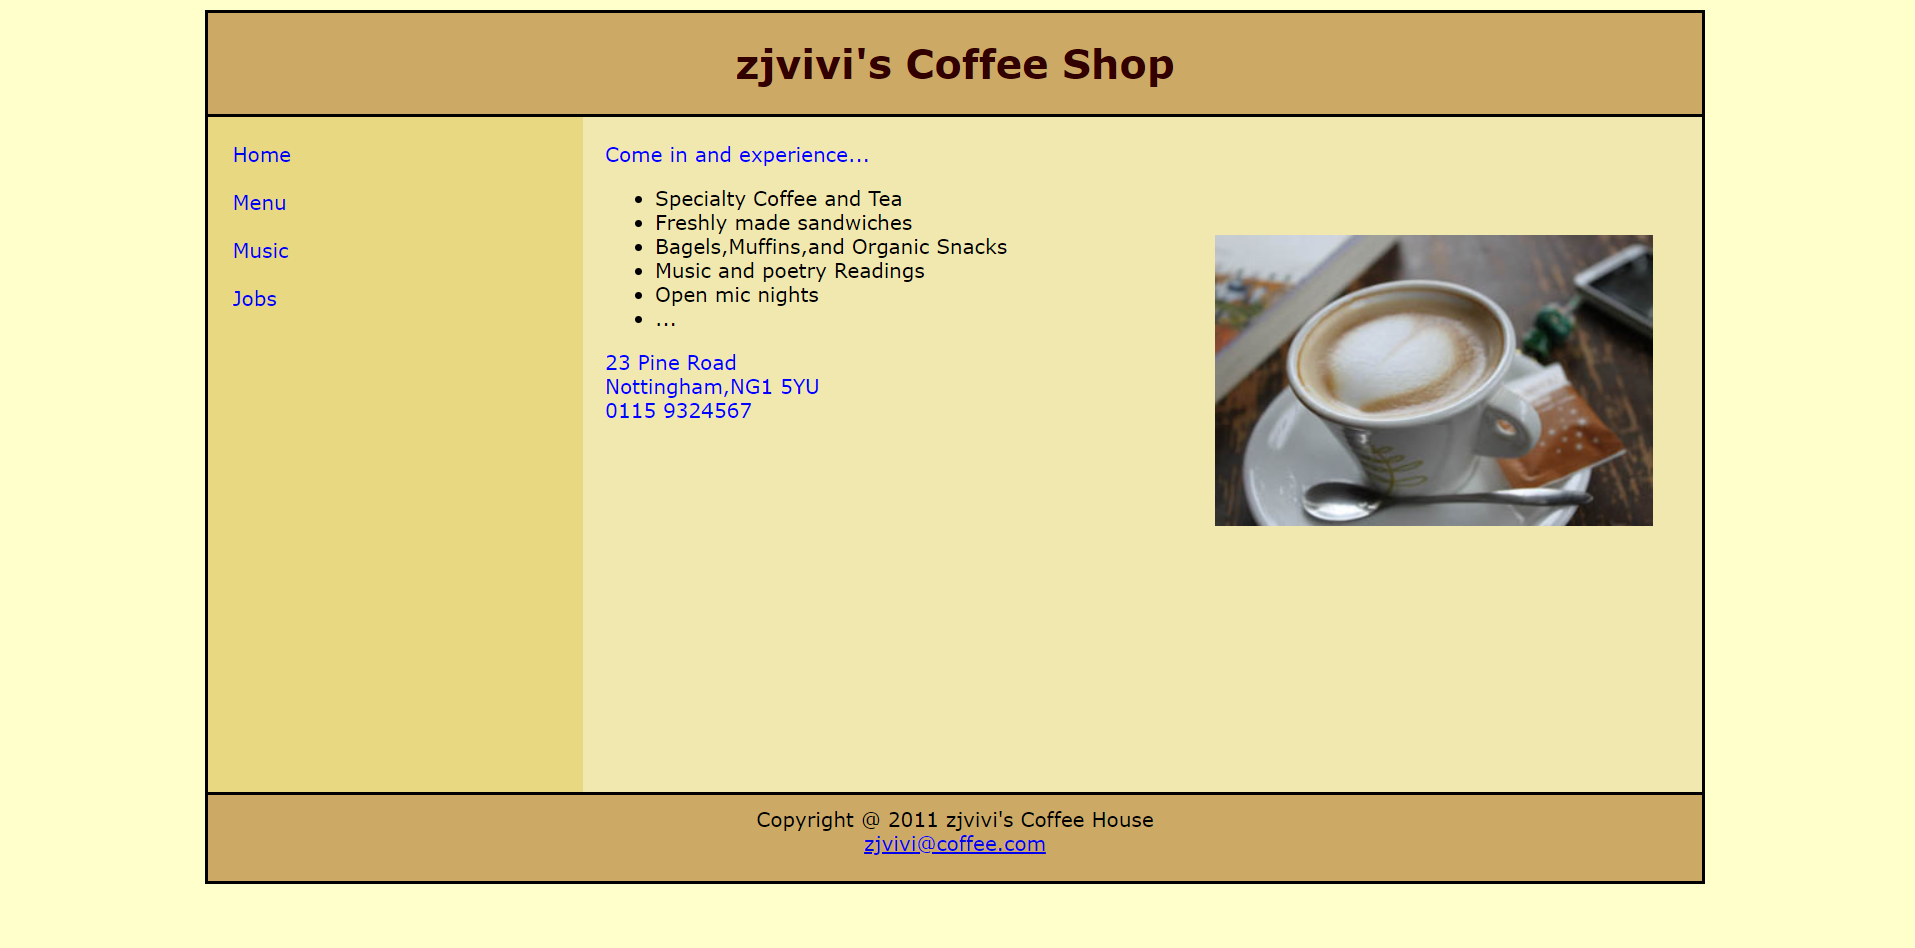 zjvivi's Coffee Shop
Home
Menu
Music
Jobs
Come in and experience...
• Specialty Coffee and Tea
• Freshly made sandwiches
• Bagels,Muffins,and Organic Snacks
• Music and poetry Readings
• Open mic nights
• ...
23 Pine Road
Nottingham,NG1 5YU
0115 9324567
Copyright @ 2011 zjvivi's Coffee House
zjvivi@coffee.com